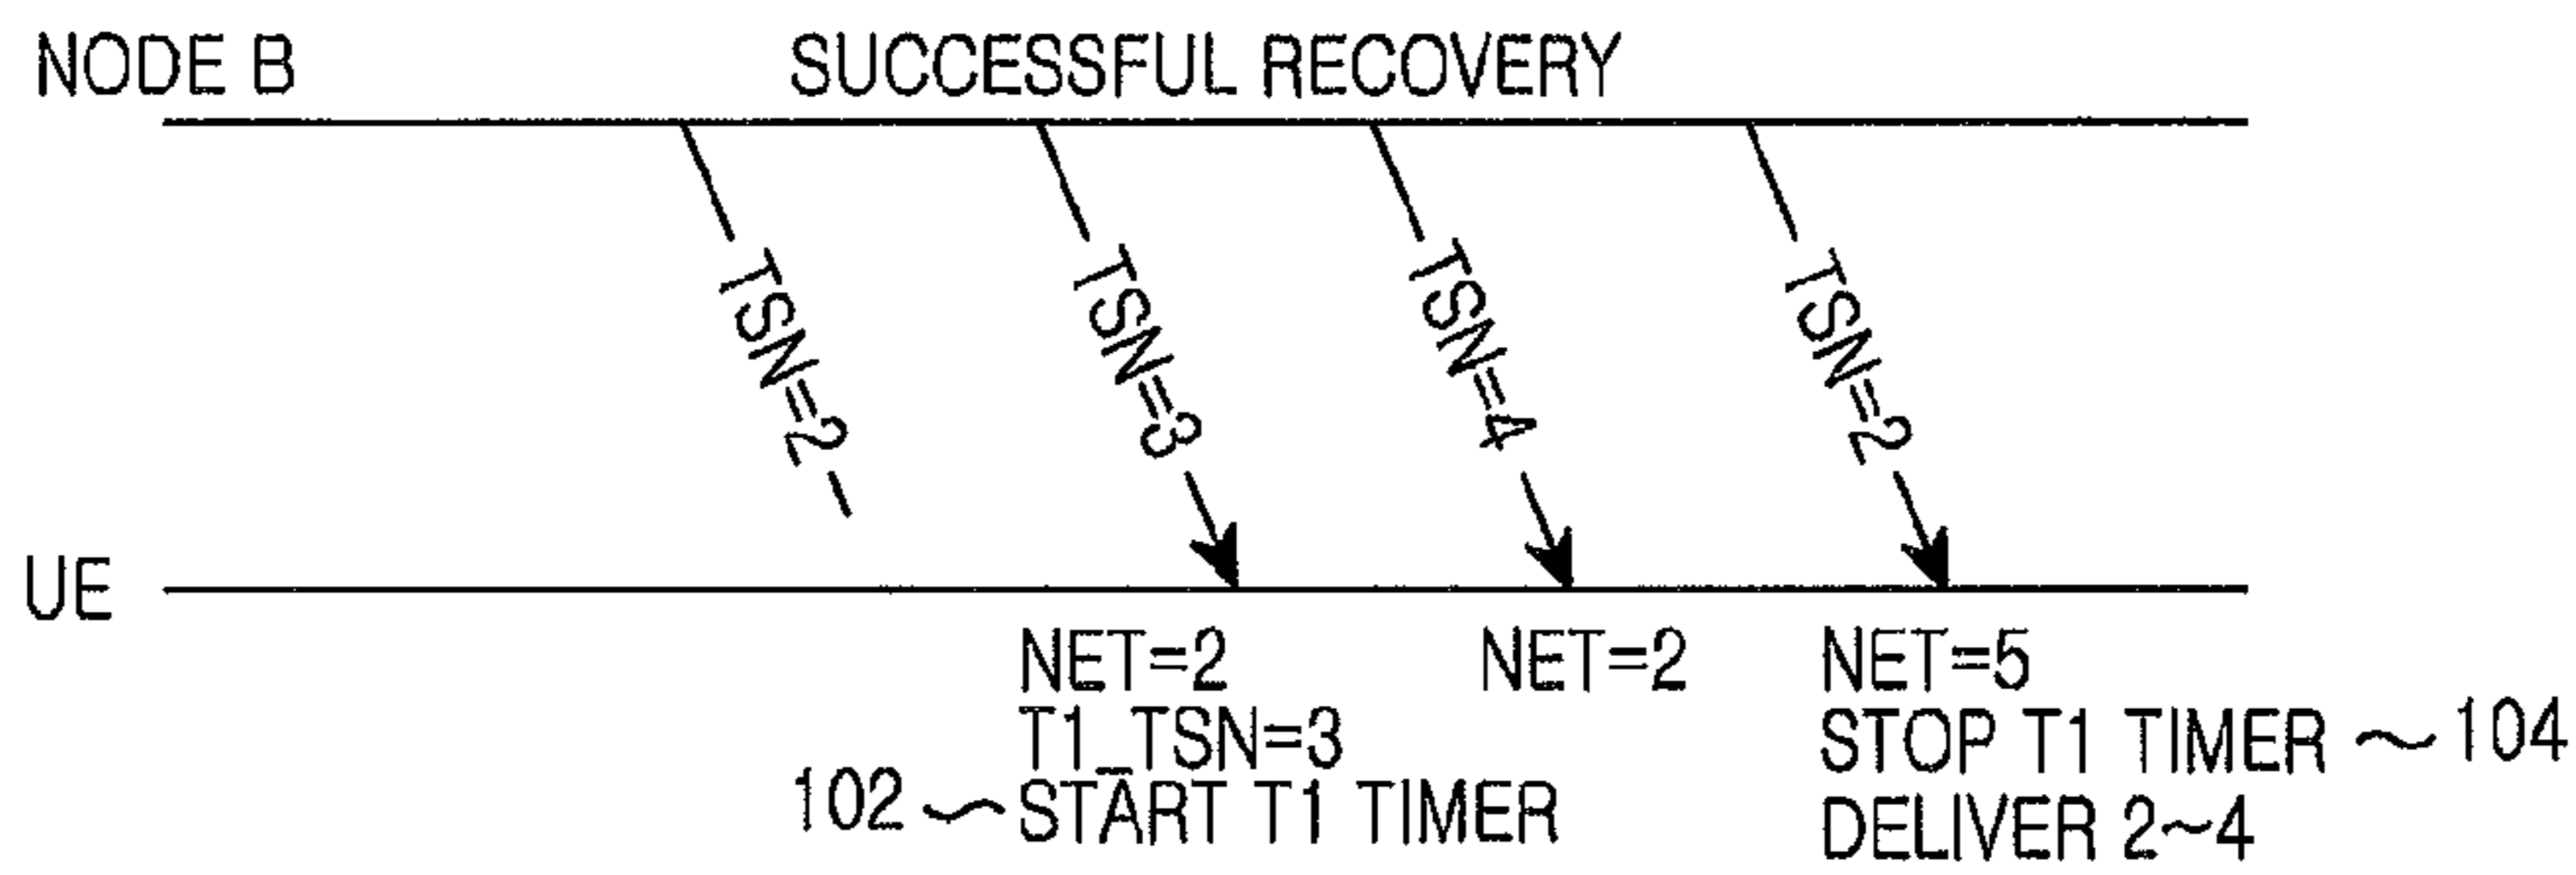 NODE B
SUCCESSFUL RECOVERY
TSN=2
TSN=3
TSN=4
TSN=2
UE
NET=2
T1_TSN=3
102 ~ START T1 TIMER
NET=2
NET=5
STOP T1 TIMER ~ 104
DELIVER 2~4